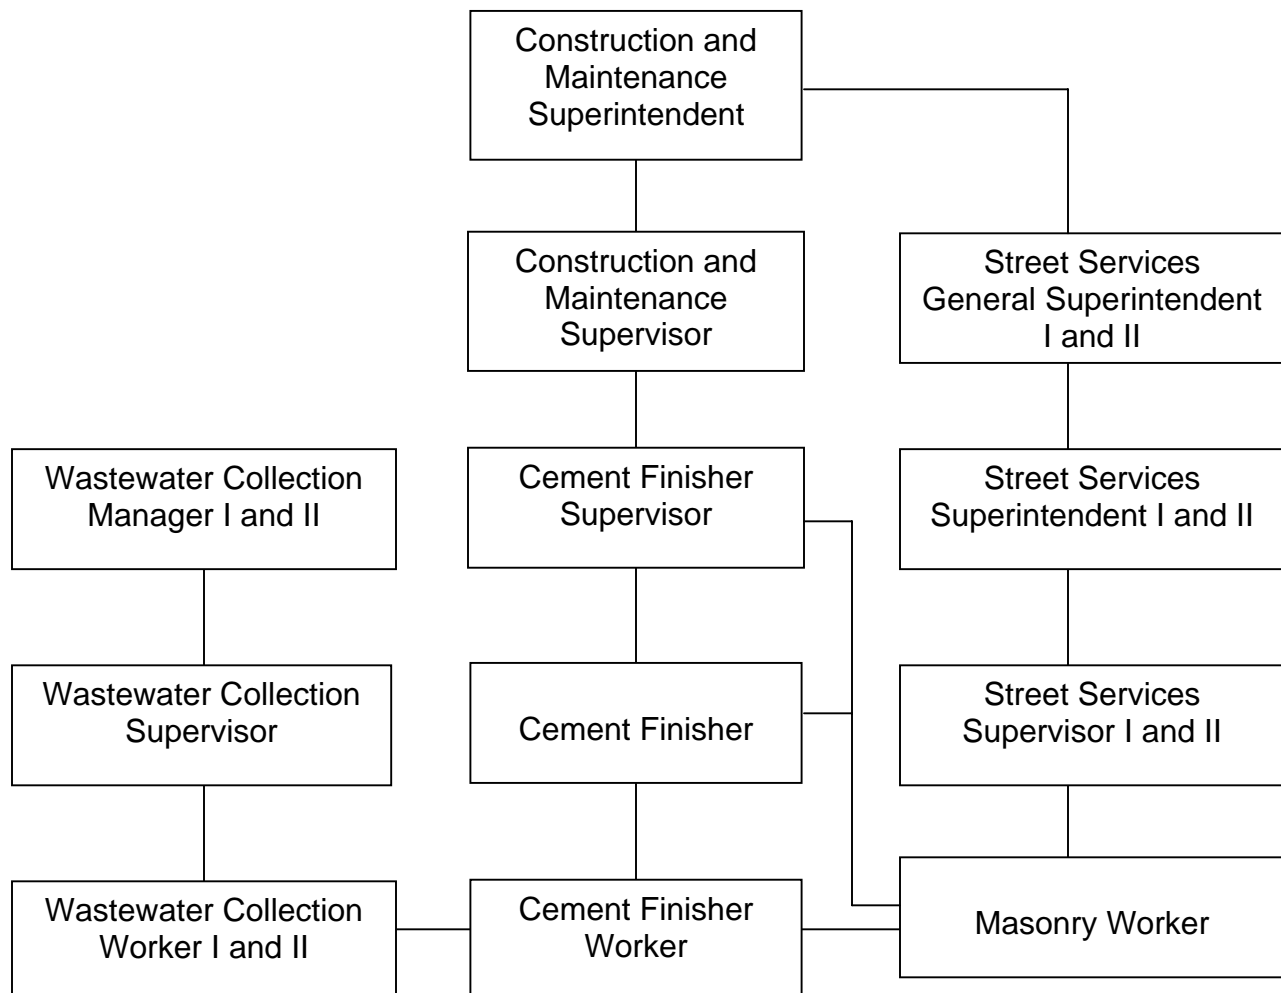 Construction and
Maintenance
Superintendent
Construction and
Maintenance
Supervisor
Street Services
General Superintendent
I and II
Wastewater Collection
Manager I and II
Cement Finisher
Supervisor
Street Services
Superintendent I and II
Wastewater Collection
Supervisor
Cement Finisher
Street Services
Supervisor I and II
Wastewater Collection
Worker I and II
Cement Finisher
Worker
Masonry Worker